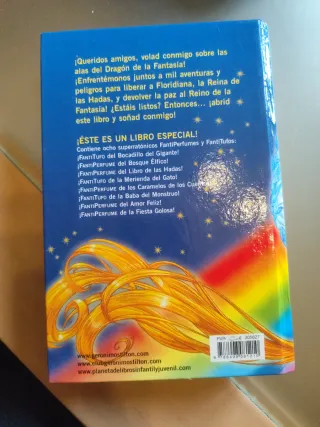 ¡Queridos amigos, volad conmigo sobre las
alas del Dragón de la Fantasía!
¡Enfrentémonos juntos a mil aventuras y
peligros para liberar a Floridiana, la Reina de
las Hadas, y devolver la paz al Reino de la
Fantasía! ¿Estáis listos? Entonces... ¡abrid
este libro y soñad conmigo!
¡ÉSTE ES UN LIBRO ESPECIAL!
Contiene ocho superratónicos FantiPerfumes y FantiTufos:
¡FANTITUFO del Bocadillo del Gigante!
¡FANTIPERFUME del Bosque Élfico!
¡FANTIPERFUME del Libro de las Hadas!
¡FANTITUFO de la Merienda del Gato!
¡FANTIPERFUME de los Caramelos de los
¡FANTITUFO de la Baba del Monstruo!
¡FANTIPERFUME del Amor Feliz!
¡FANTIPERFUME de la Fiesta Golosa!
www.geronimostilton.com
www.clubgeronimostilton.com
www.planetadelibrosinfantilyjuvenil.com